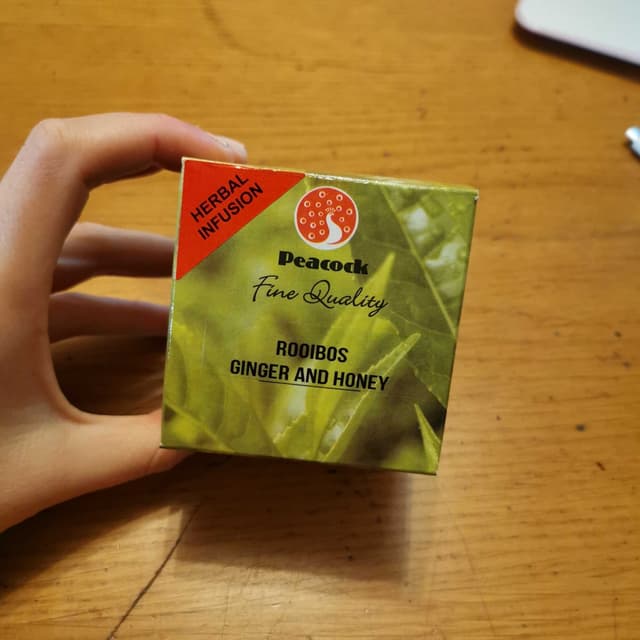 HERBAL
INFUSION
Peacock
Fine Quality
ROOIBOS
GINGER AND HONEY